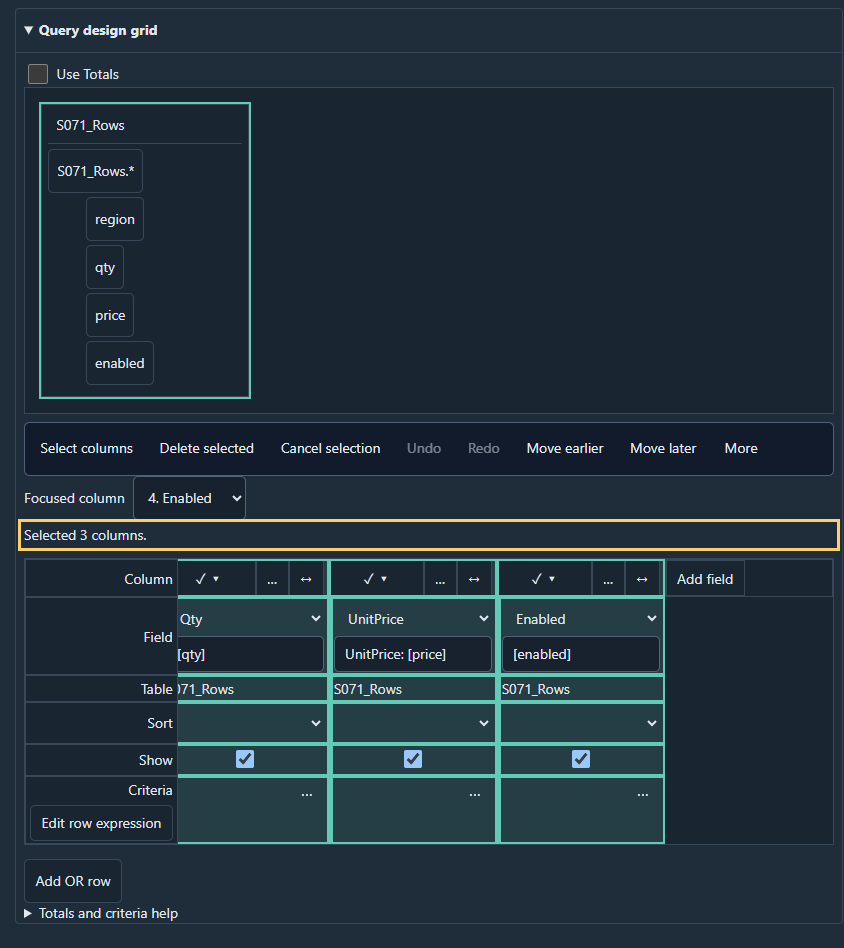 ▼ Query design grid
Use Totals
S071_Rows
S071_Rows.*
region
qty
price
enabled
Select columns Delete selected Cancel selection Undo Redo Move earlier Move later More
Focused column 4. Enabled
Selected 3 columns.
Column ✓ ▾ ... ↔ ✓ ▾ ... ↔ ✓ ▾ ... ↔ Add field
Qty UnitPrice Enabled
Field
[qty] UnitPrice: [price] [enabled]
Table 071_Rows S071_Rows S071_Rows
Sort
Show
Criteria ... ... ...
Edit row expression
Add OR row
▶ Totals and criteria help